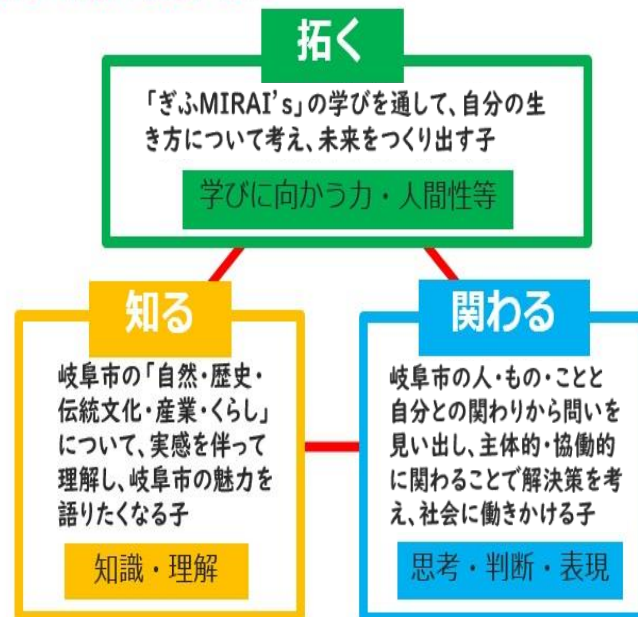 拓く
「ぎふMIRAI's」の学びを通して、自分の生
き方について考え、未来をつくり出す子
学びに向かう力・人間性等
知る
岐阜市の「自然・歴史・
伝統文化・産業・くらし」
について、実感を伴って
理解し、岐阜市の魅力を
語りたくなる子
知識・理解
関わる
岐阜市の人・もの・ことと
自分との関わりから問いを
見い出し、主体的・協働的
に関わることで解決策を考
え、社会に働きかける子
思考・判断・表現